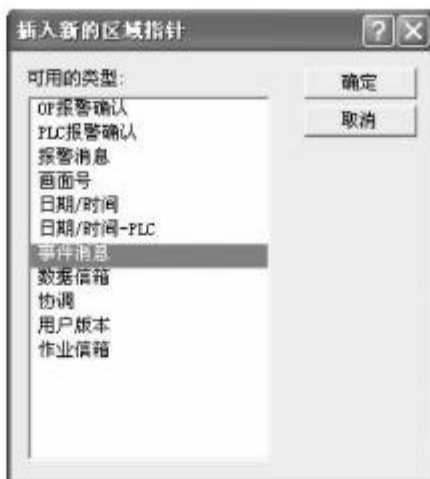 插入新的区域指针
可用的类型:
确定
取消
OP报警确认
PLC报警确认
报警消息
画面号
日期/时间
日期/时间-PLC
事件消息
数据信箱
协调
用户版本
作业信箱